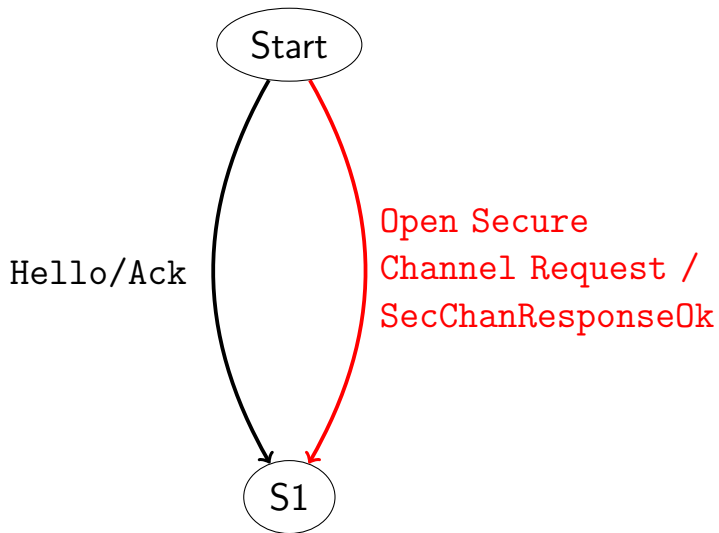 Start
Hello/Ack
Open Secure
Channel Request /
SecChanResponseOk
S1